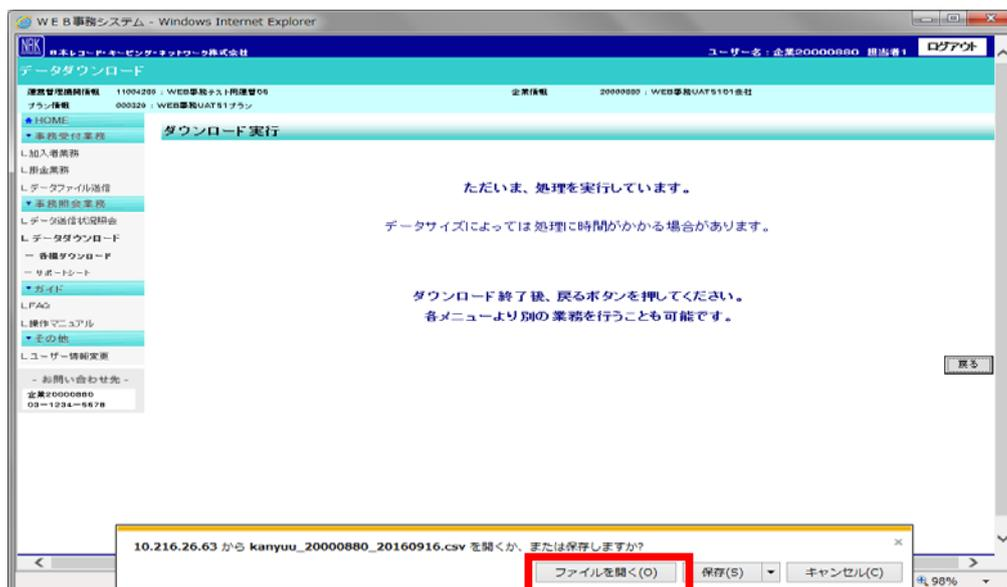 WEB事務システム - Windows Internet Explorer
NRK 日本レコード・キーピング・ネットワーク株式会社
ユーザー名：企業20000880 担当者1
ログアウト
データダウンロード
運営管理機関情報 11004200：WEB事務テスト用運管06
企業情報 20000880：WEB事務UAT5101会社
プラン情報 000320：WEB事務UAT51プラン
HOME
事務受付業務
加入者業務
掛金業務
データファイル送信
事務照会業務
データ送信状況照会
データダウンロード
ー 各種ダウンロード
ー サポートシート
ガイド
FAQ
操作マニュアル
その他
ユーザー情報変更
- お問い合わせ先 -
企業20000880
03-1234-5678
ダウンロード実行
ただいま、処理を実行しています。
データサイズによっては処理に時間がかかる場合があります。
ダウンロード終了後、戻るボタンを押してください。
各メニューより別の業務を行うことも可能です。
戻る
10.216.26.63 から kanyuu_20000880_20160916.csv を開くか、または保存しますか?
×
ファイルを開く(O)
保存(S)
キャンセル(C)
98%